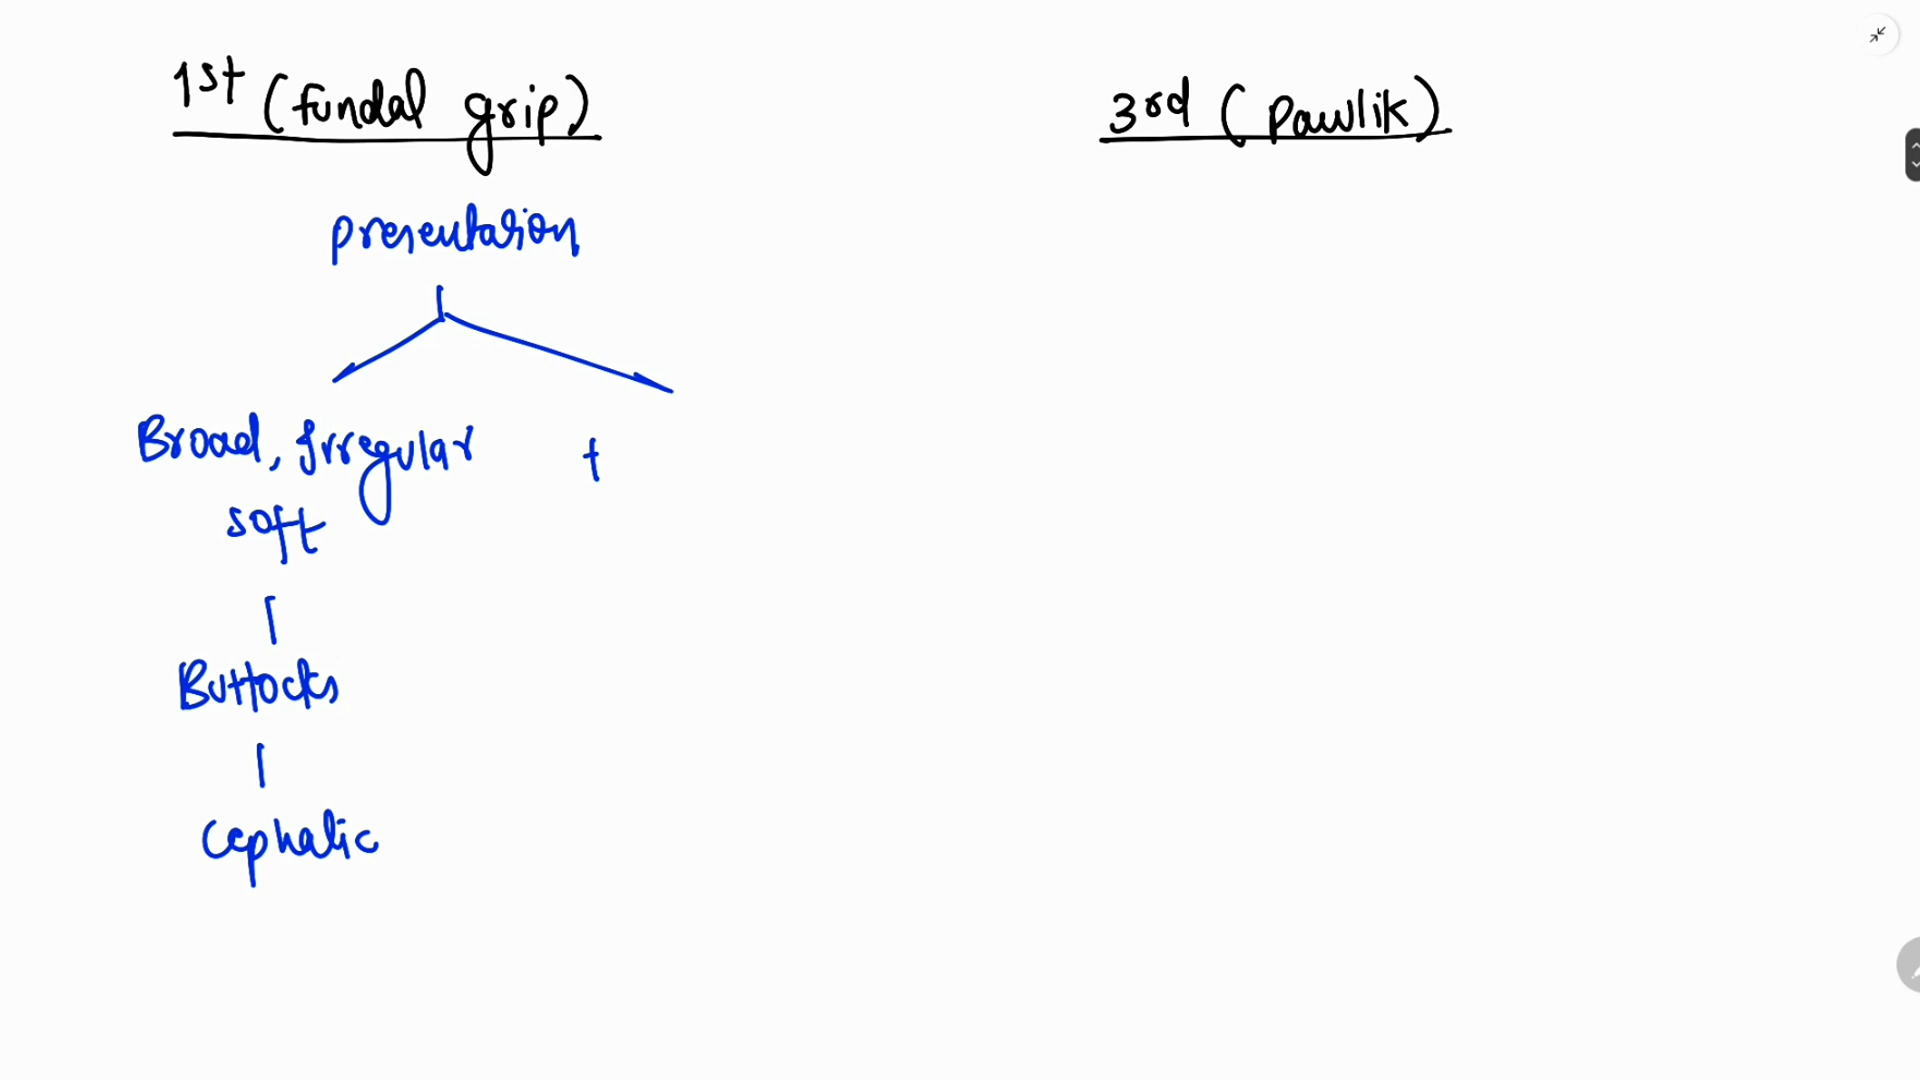 1st (fundal grip)
3rd (Pawlik)
presentation
Broad, Irregular
soft
Buttocks
Cephalic